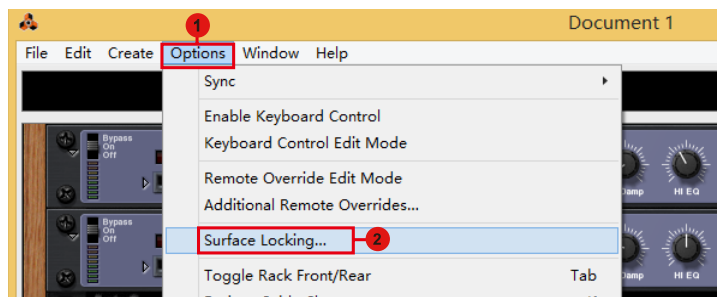 Document 1
1
File Edit Create Options Window Help
Sync
Enable Keyboard Control
Keyboard Control Edit Mode
Remote Override Edit Mode
Additional Remote Overrides...
Surface Locking...
2
Toggle Rack Front/Rear Tab
Bypass
On
Off
Bypass
On
Off
Damp HI EQ
Damp HI EQ